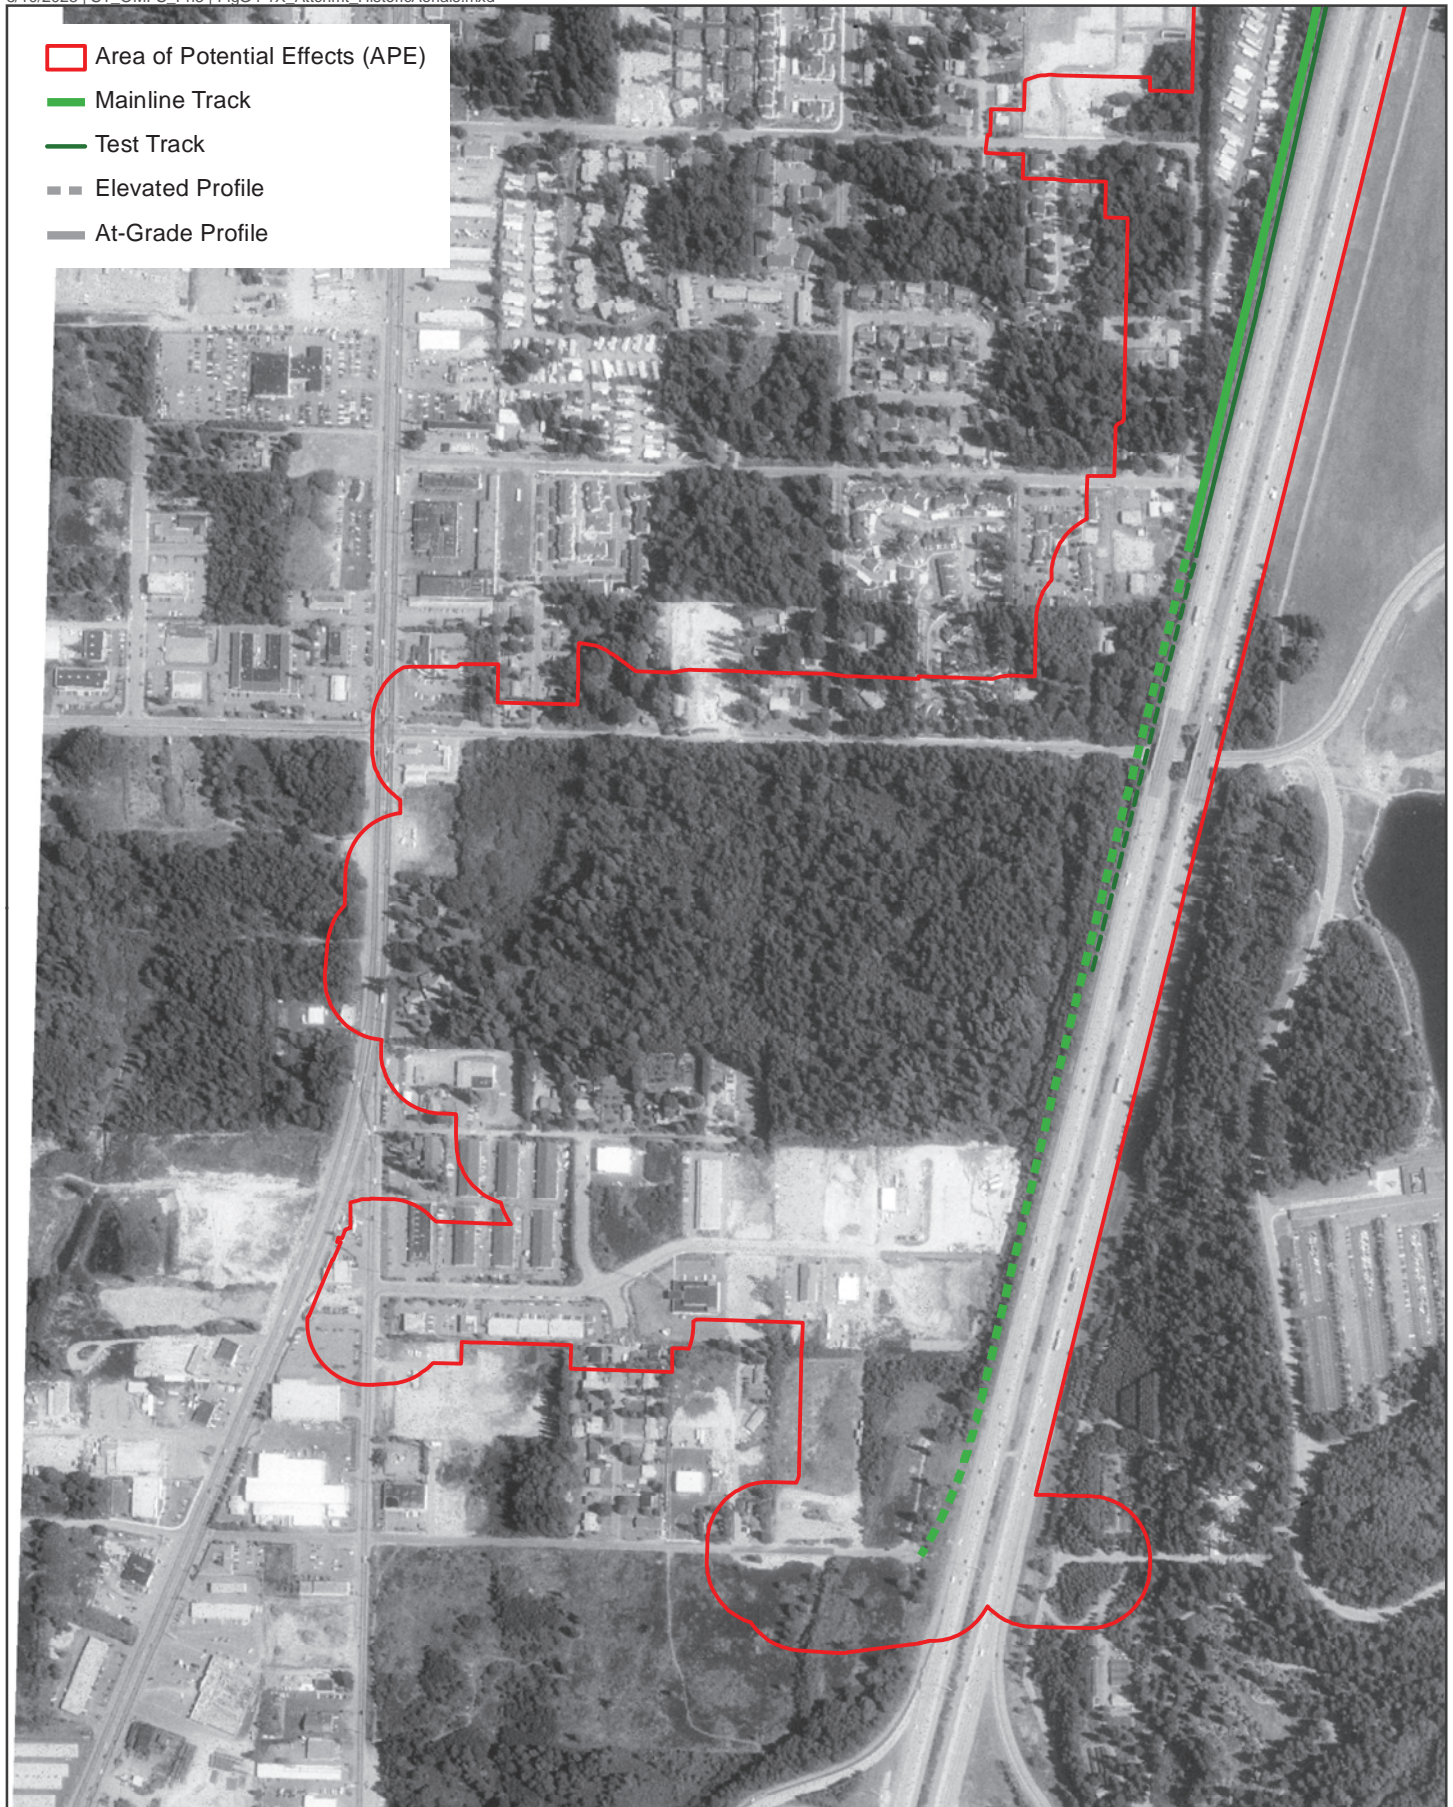 Area of Potential Effects (APE)
Mainline Track
Test Track
Elevated Profile
At-Grade Profile